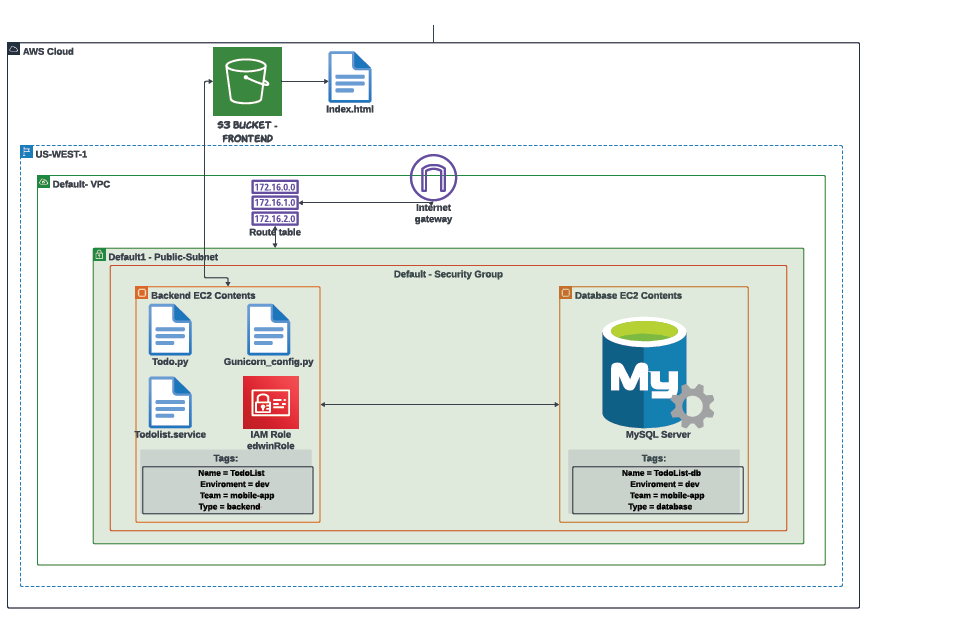 AWS Cloud
Index.html
S3 BUCKET -
FRONTEND
US-WEST-1
Default- VPC
172.16.0.0
172.16.1.0
172.16.2.0
Route table
Internet
gateway
Default1 - Public-Subnet
Default - Security Group
Backend EC2 Contents
Todo.py
Gunicorn_config.py
Todolist.service
IAM Role
edwinRole
Tags:
Name = TodoList
Enviroment = dev
Team = mobile-app
Type = backend
Database EC2 Contents
My
MySQL Server
Tags:
Name = TodoList-db
Enviroment = dev
Team = mobile-app
Type = database